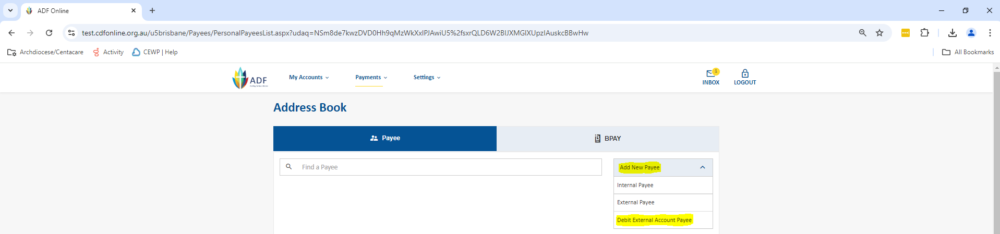 ADF Online
test.cdfonline.org.au/u5brisbane/Payees/PersonalPayeesList.aspx?udaq=NSm8de7kwzDVD0Hh9qMzWkXxIPJAwiU5%2fsxrQLD6W2BIJXMGIXUpzIAuskcBBwHw
Archdiocese/Centacare Activity CEWP | Help All Bookmarks
ADF My Accounts Payments Settings 1 INBOX LOGOUT
Address Book
Payee BPAY
Find a Payee Add New Payee
Internal Payee
External Payee
Debit External Account Payee